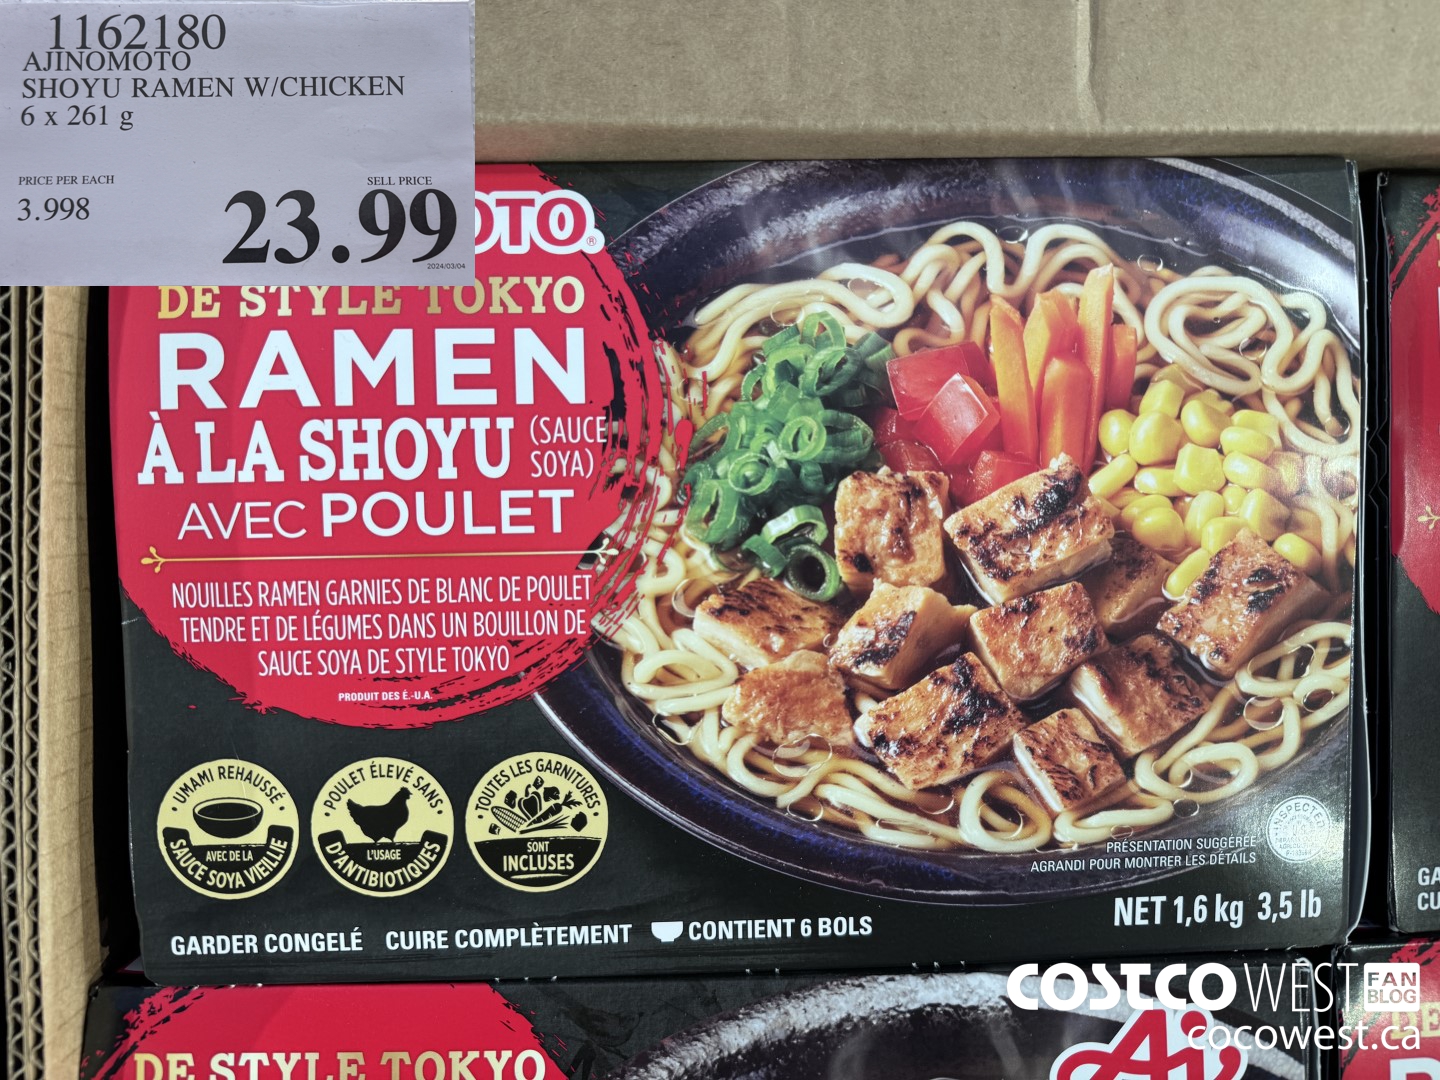 1162180
AJINOMOTO
SHOYU RAMEN W/CHICKEN
6 x 261 g
PRICE PER EACH
3.998
SELL PRICE
23.99
2024/03/04
OTO®
DE STYLE TOKYO
RAMEN
À LA SHOYU (SAUCE SOYA)
AVEC POULET
NOUILLES RAMEN GARNIES DE BLANC DE POULET
TENDRE ET DE LÉGUMES DANS UN BOUILLON DE
SAUCE SOYA DE STYLE TOKYO
PRODUIT DES É.-U.A.
UMAMI REHAUSSÉ
AVEC DE LA
SAUCE SOYA VIEILLIE
POULET ÉLEVÉ SANS
L'USAGE
D'ANTIBIOTIQUES
TOUTES LES GARNITURES
SONT
INCLUSES
PRÉSENTATION SUGGÉRÉE
AGRANDI POUR MONTRER LES DÉTAILS
NET 1,6 kg 3,5 lb
GARDER CONGELÉ CUIRE COMPLÈTEMENT CONTIENT 6 BOLS
GA
CU
DE STYLE TOKYO
Aji
DE
COSTCO WEST FAN BLOG
cocowest.ca